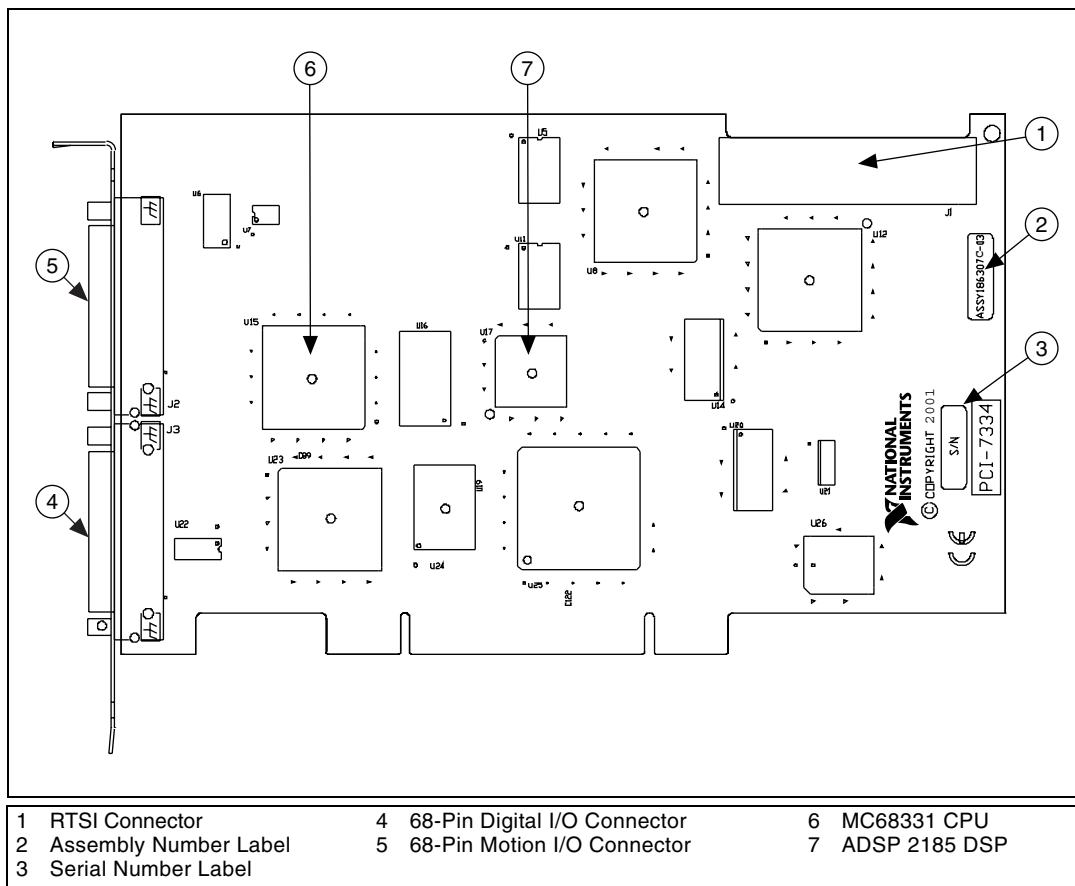 6
7
1
2
3
4
5
U5
U6
U7
U11
U8
J1
U12
ASSY186307C-03
U15
U16
U17
U14
J2
J3
U20
U21
NATIONAL
INSTRUMENTS
© COPYRIGHT 2001
S/N
PCI-7334
U23
U19
U22
U24
U25
C122
U26
CE
1 RTSI Connector
2 Assembly Number Label
3 Serial Number Label
4 68-Pin Digital I/O Connector
5 68-Pin Motion I/O Connector
6 MC68331 CPU
7 ADSP 2185 DSP